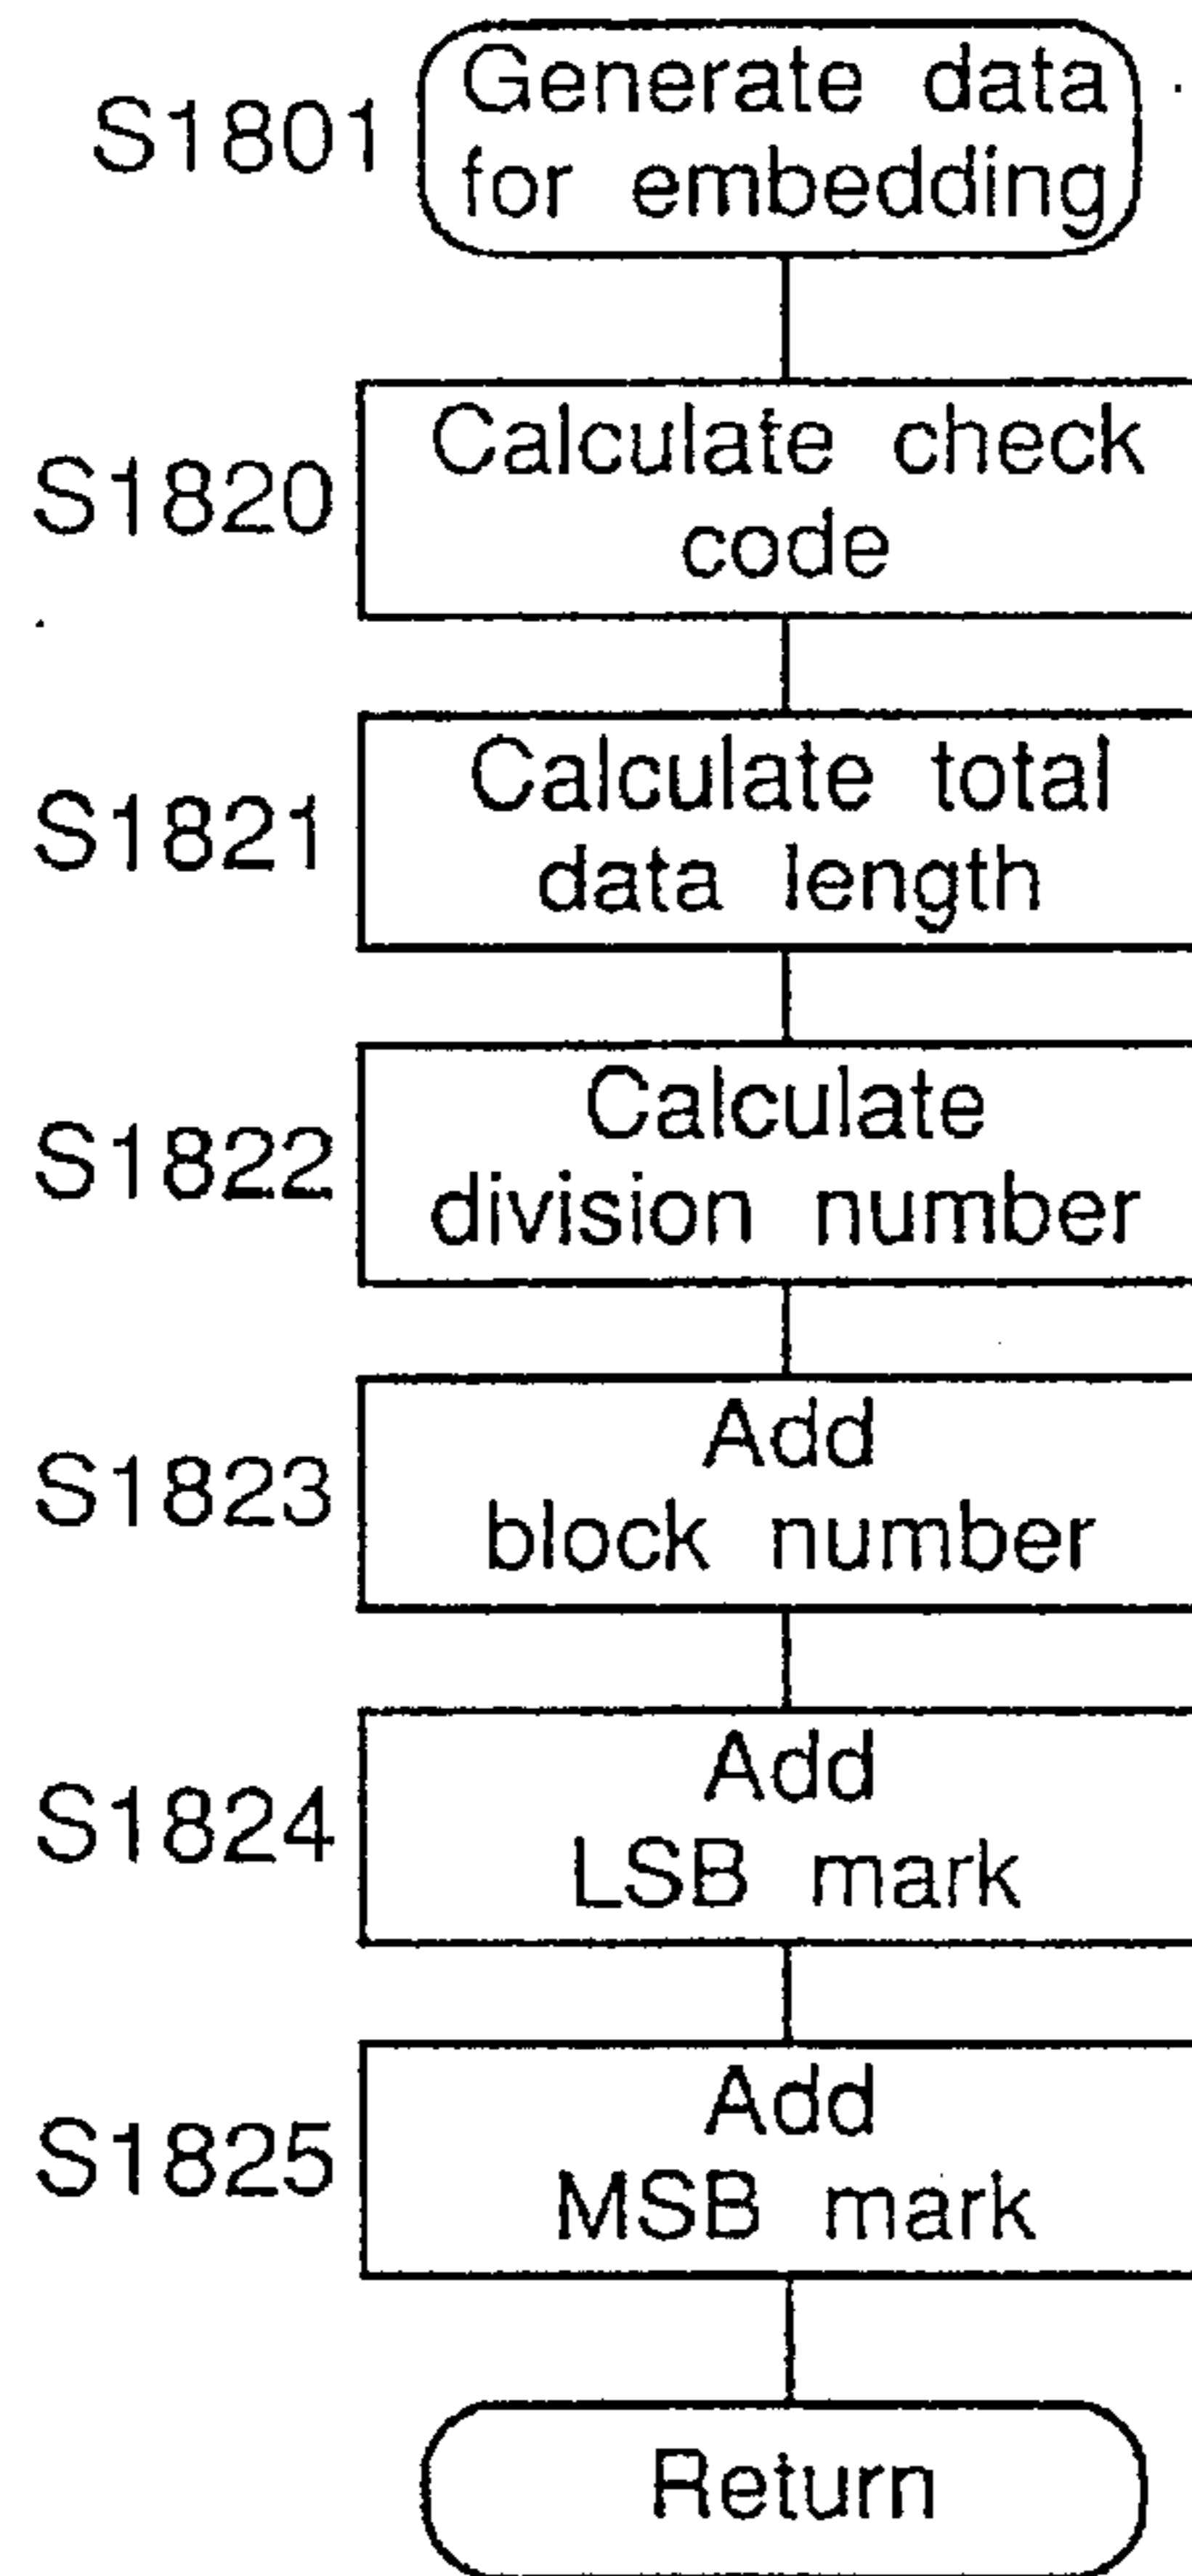 S1801
Generate data
for embedding
S1820
Calculate check
code
S1821
Calculate total
data length
S1822
Calculate
division number
S1823
Add
block number
S1824
Add
LSB mark
S1825
Add
MSB mark
Return